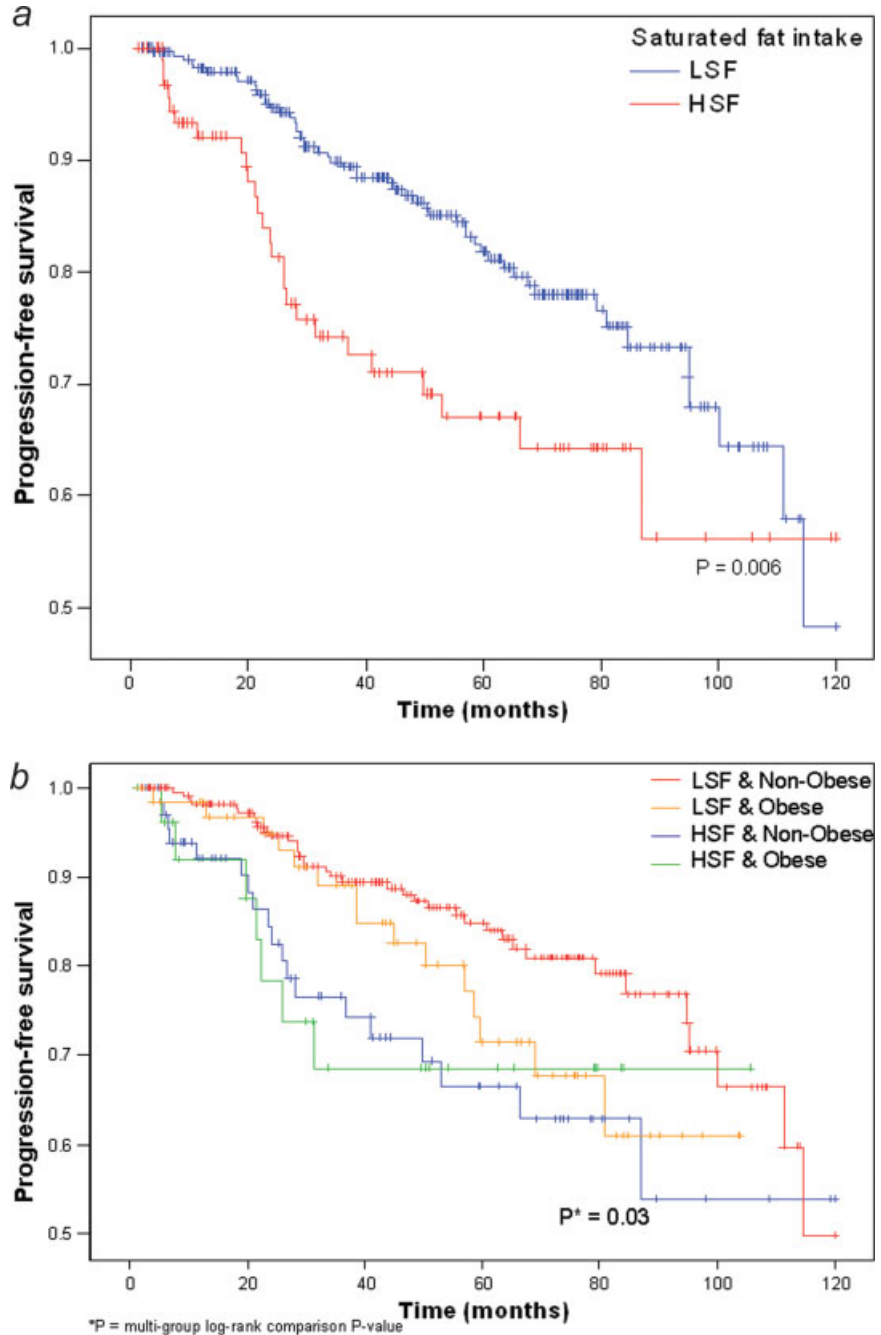 a
Saturated fat intake
LSF
HSF
1.0
0.9
0.8
0.7
0.6
0.5
Progression-free survival
P = 0.006
0 20 40 60 80 100 120
Time (months)
b
LSF & Non-Obese
LSF & Obese
HSF & Non-Obese
HSF & Obese
1.0
0.9
0.8
0.7
0.6
0.5
Progression-free survival
P* = 0.03
0 20 40 60 80 100 120
Time (months)
*P = multi-group log-rank comparison P-value